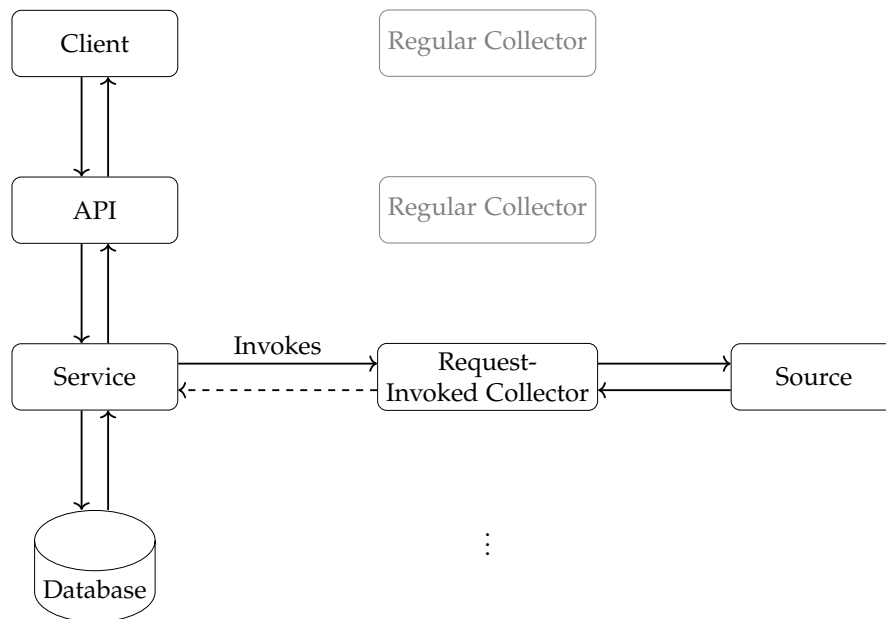 Client
Regular Collector
API
Regular Collector
Invokes
Service
Request-
Invoked Collector
Source
⋮
Database